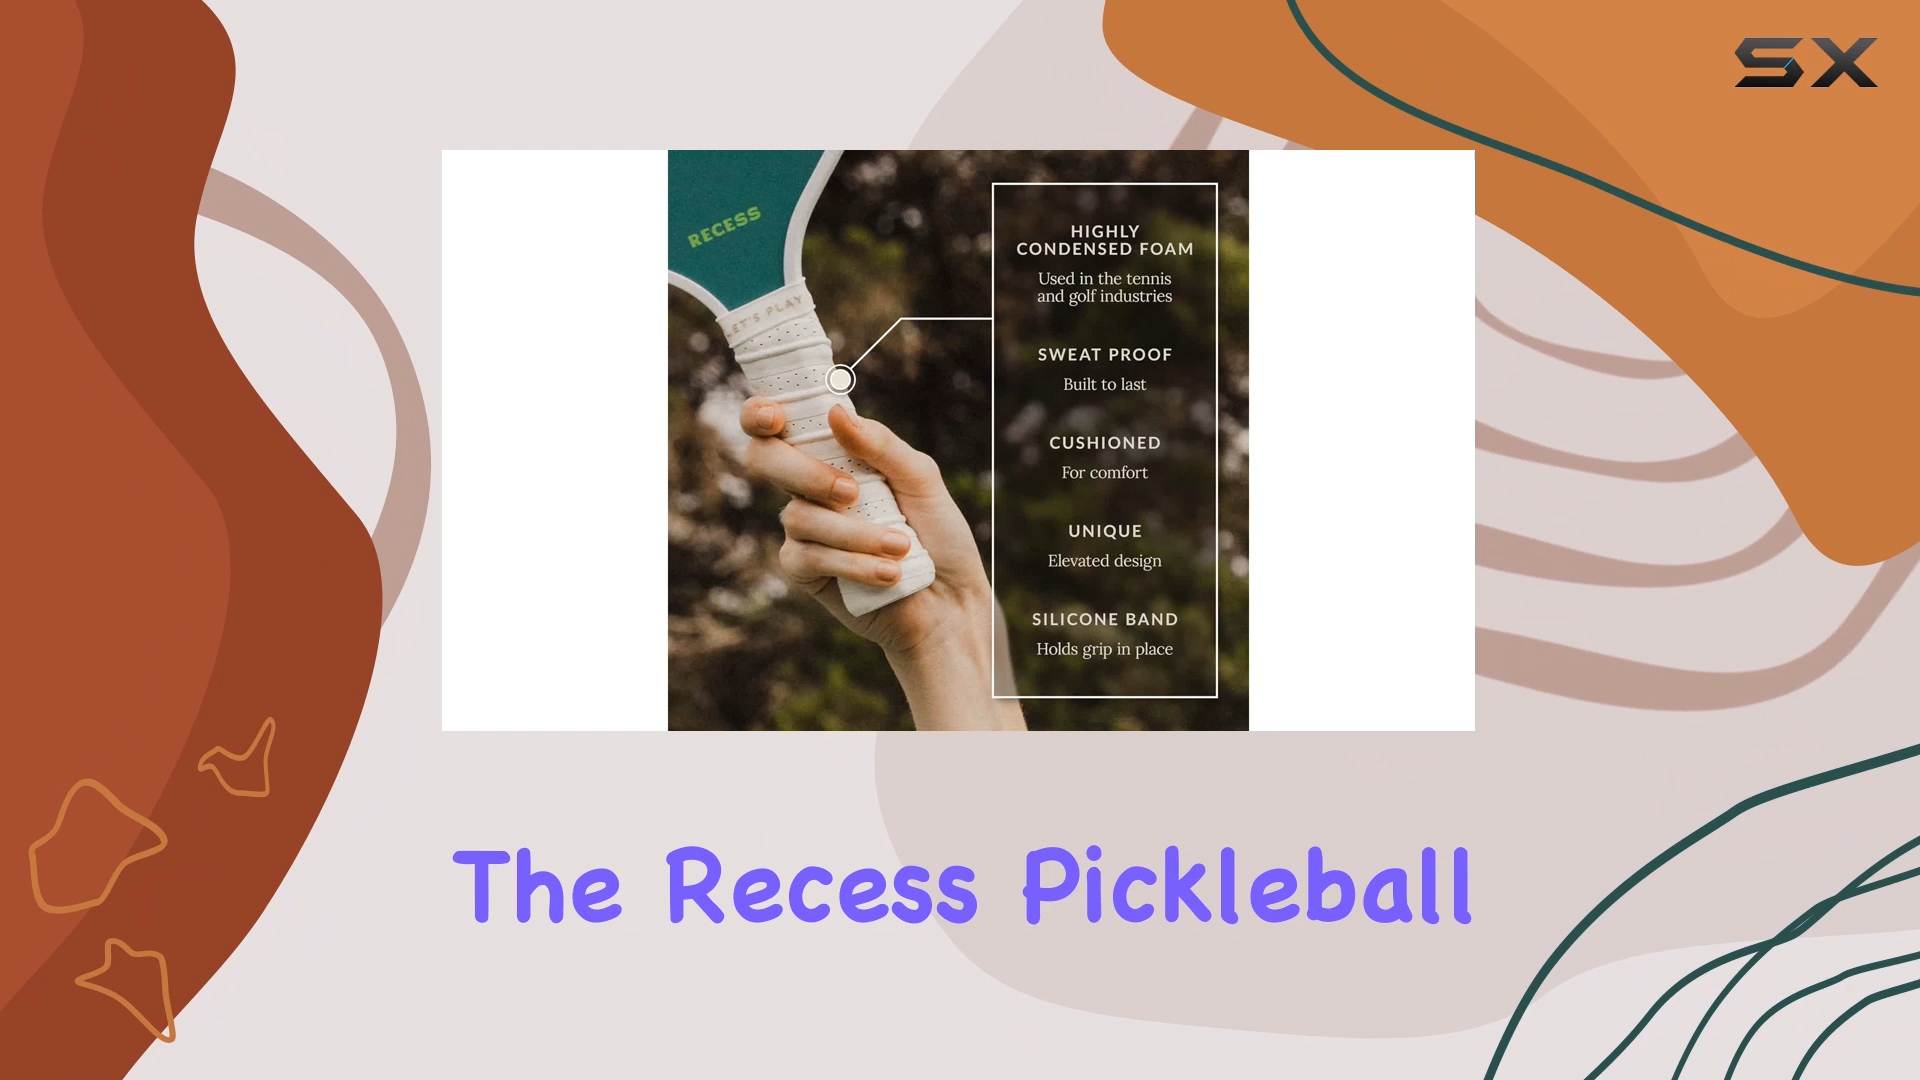 SX
RECESS
LET'S PLAY
HIGHLY
CONDENSED FOAM
Used in the tennis
and golf industries
SWEAT PROOF
Built to last
CUSHIONED
For comfort
UNIQUE
Elevated design
SILICONE BAND
Holds grip in place
The Recess Pickleball